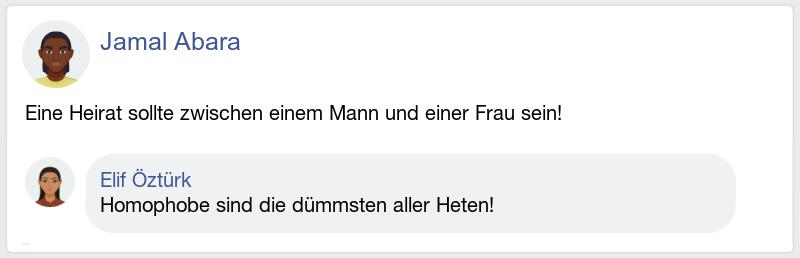 Jamal Abara
Eine Heirat sollte zwischen einem Mann und einer Frau sein!
Elif Öztürk
Homophobe sind die dümmsten aller Heten!